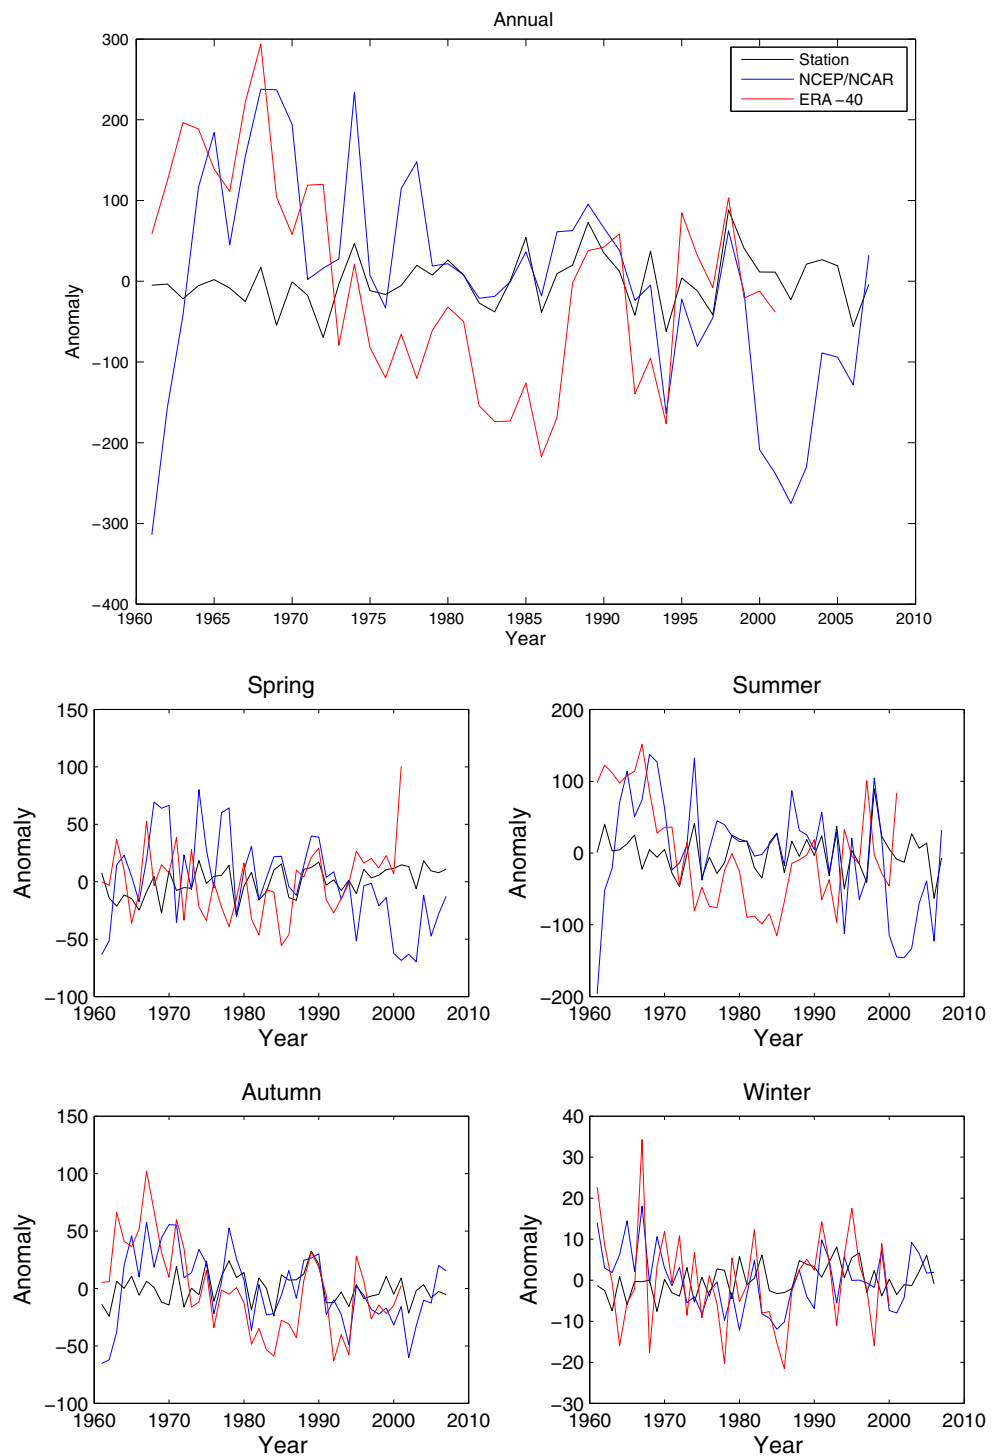 Annual
300
200
100
0
−100
−200
−300
−400
Anomaly
Station
NCEP/NCAR
ERA −40
1960 1965 1970 1975 1980 1985 1990 1995 2000 2005 2010
Year
Spring
150
100
50
0
−50
−100
Anomaly
1960 1970 1980 1990 2000 2010
Year
Summer
200
100
0
−100
−200
Anomaly
1960 1970 1980 1990 2000 2010
Year
Autumn
150
100
50
0
−50
−100
Anomaly
1960 1970 1980 1990 2000 2010
Year
Winter
40
30
20
10
0
−10
−20
−30
Anomaly
1960 1970 1980 1990 2000 2010
Year